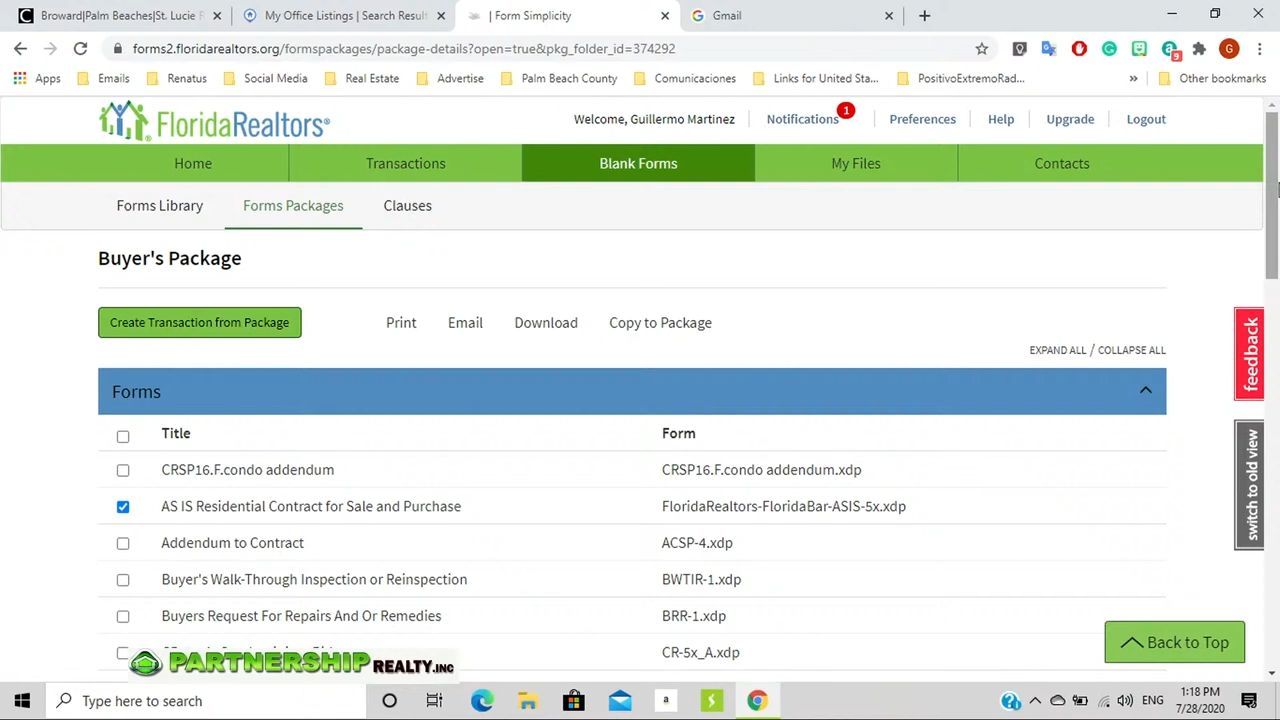 Broward|Palm Beaches|St. Lucie R
My Office Listings | Search Result
| Form Simplicity
Gmail
forms2.floridarealtors.org/formspackages/package-details?open=true&pkg_folder_id=374292
G
9
Apps
Emails
Renatus
Social Media
Real Estate
Advertise
Palm Beach County
Comunicaciones
Links for United Sta...
PositivoExtremoRad...
Other bookmarks
FloridaRealtors®
Welcome, Guillermo Martinez
Notifications
1
Preferences
Help
Upgrade
Logout
Home
Transactions
Blank Forms
My Files
Contacts
Forms Library
Forms Packages
Clauses
Buyer's Package
Create Transaction from Package
Print
Email
Download
Copy to Package
EXPAND ALL / COLLAPSE ALL
feedback
Forms
Title
Form
switch to old view
CRSP16.F.condo addendum
CRSP16.F.condo addendum.xdp
AS IS Residential Contract for Sale and Purchase
FloridaRealtors-FloridaBar-ASIS-5x.xdp
Addendum to Contract
ACSP-4.xdp
Buyer's Walk-Through Inspection or Reinspection
BWTIR-1.xdp
Buyers Request For Repairs And Or Remedies
BRR-1.xdp
CR-5x_A.xdp
Back to Top
PARTNERSHIP REALTY.INC
Type here to search
a
ENG
1:18 PM
7/28/2020